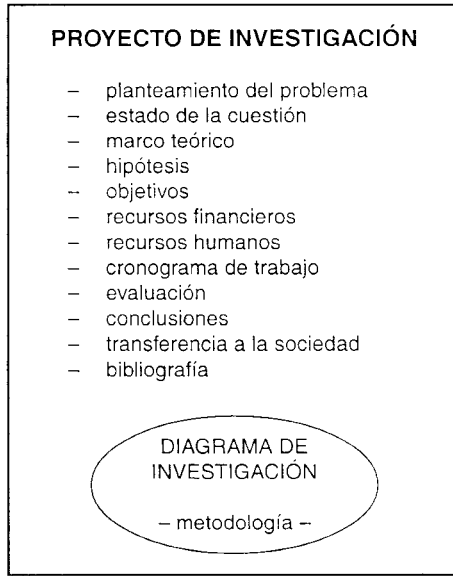 PROYECTO DE INVESTIGACIÓN
– planteamiento del problema
– estado de la cuestión
– marco teórico
– hipótesis
– objetivos
– recursos financieros
– recursos humanos
– cronograma de trabajo
– evaluación
– conclusiones
– transferencia a la sociedad
– bibliografía
DIAGRAMA DE
INVESTIGACIÓN
– metodología –